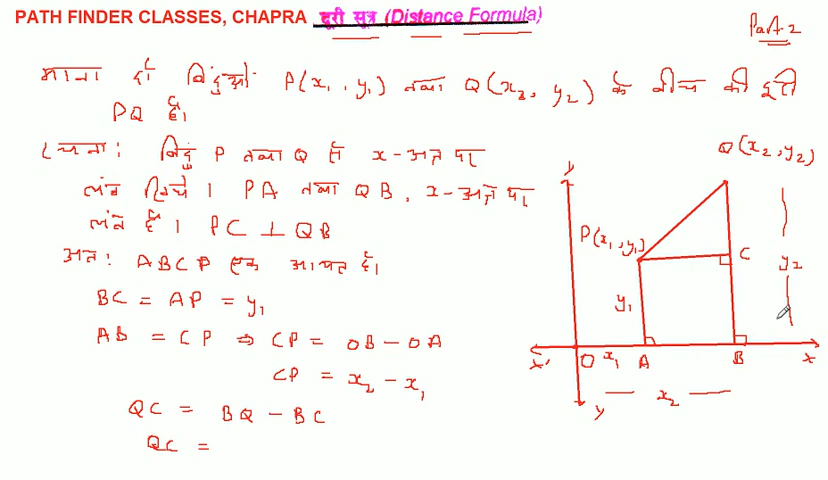 PATH FINDER CLASSES, CHAPRA दूरी सूत्र (Distance Formula)
Part-2
माना दो बिंदुओं P(x₁, y₁) तथा Q(x₂, y₂) के बीच की दूरी
PQ है।
रचना: बिंदु P तथा Q से x-अक्ष पर
लंब खिंचे। PA तथा QB, x-अक्ष पर
लंब है। PC ⊥ QB
अतः ABCP एक आयत है।
BC = AP = y₁
AB = CP ⇒ CP = OB - OA
CP = x₂ - x₁
QC = BQ - BC
QC =
Q(x₂, y₂)
y
P(x₁, y₁)
C
y₂
y₁
x' O x₁ A B x
x₂
y